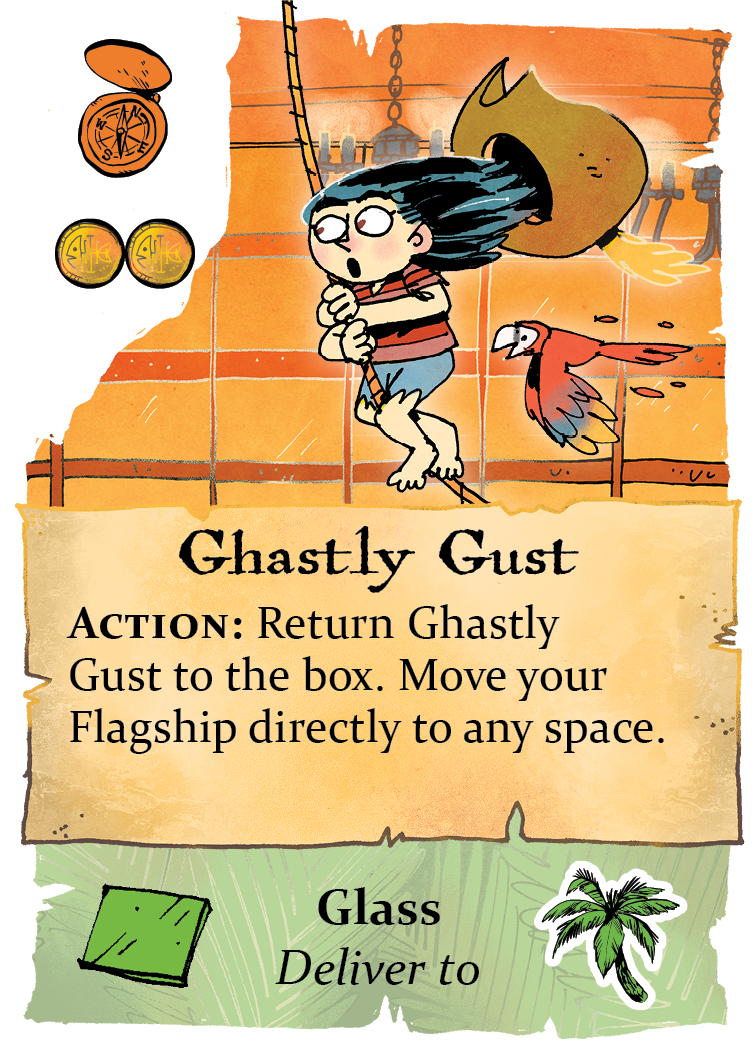 N
E
S
W
Ghastly Gust
ACTION: Return Ghastly
Gust to the box. Move your
Flagship directly to any space.
Glass
Deliver to